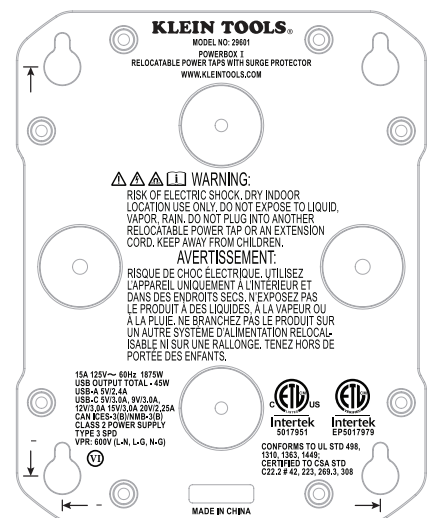 KLEIN TOOLS®
MODEL NO: 29601
POWERBOX I
RELOCATABLE POWER TAPS WITH SURGE PROTECTOR
WWW.KLEINTOOLS.COM
WARNING:
RISK OF ELECTRIC SHOCK. DRY INDOOR
LOCATION USE ONLY, DO NOT EXPOSE TO LIQUID,
VAPOR, RAIN. DO NOT PLUG INTO ANOTHER
RELOCATABLE POWER TAP OR AN EXTENSION
CORD. KEEP AWAY FROM CHILDREN.
AVERTISSEMENT:
RISQUE DE CHOC ÉLECTRIQUE. UTILISEZ
L'APPAREIL UNIQUEMENT À L'INTÉRIEUR ET
DANS DES ENDROITS SECS. N'EXPOSEZ PAS
LE PRODUIT À DES LIQUIDES, À LA VAPEUR OU
À LA PLUIE. NE BRANCHEZ PAS LE PRODUIT SUR
UN AUTRE SYSTÈME D'ALIMENTATION RELOCAL-
ISABLE NI SUR UNE RALLONGE. TENEZ HORS DE
PORTÉE DES ENFANTS.
15A 125V~ 60Hz 1875W
USB OUTPUT TOTAL - 45W
USB-A 5V/2,4A
USB-C 5V/3.0A, 9V/3.0A,
12V/3,0A 15V/3,0A 20V/2,25A
CAN ICES-3(B)/NMB-3(B)
CLASS 2 POWER SUPPLY
TYPE 3 SPD
VPR: 600V (L-N, L-G, N-G)
VI
C ETL US
Intertek
5017951
ETL
Intertek
EP5017979
CONFORMS TO UL STD 498,
1310, 1363, 1449;
CERTIFIED TO CSA STD
C22.2 # 42, 223, 269.3, 308
MADE IN CHINA